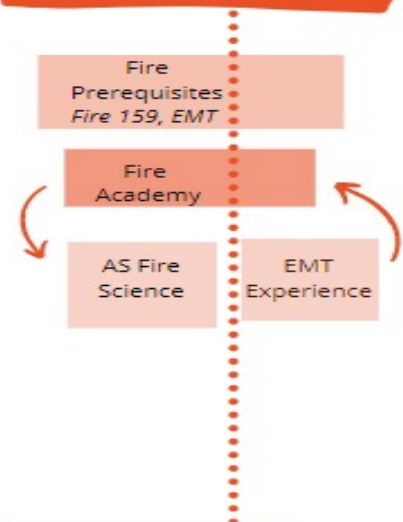 Fire
Prerequisites
Fire 159, EMT
Fire
Academy
AS Fire
Science
EMT
Experience